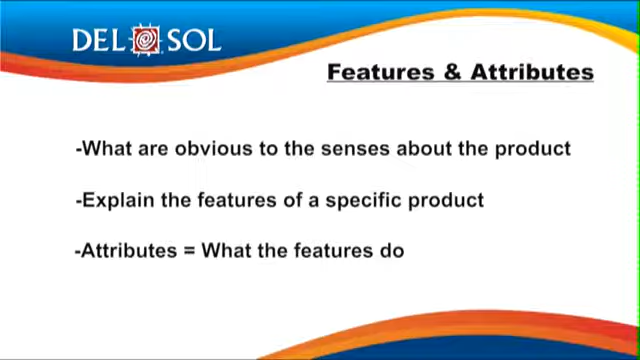 DEL SOL
Features & Attributes
-What are obvious to the senses about the product
-Explain the features of a specific product
-Attributes = What the features do